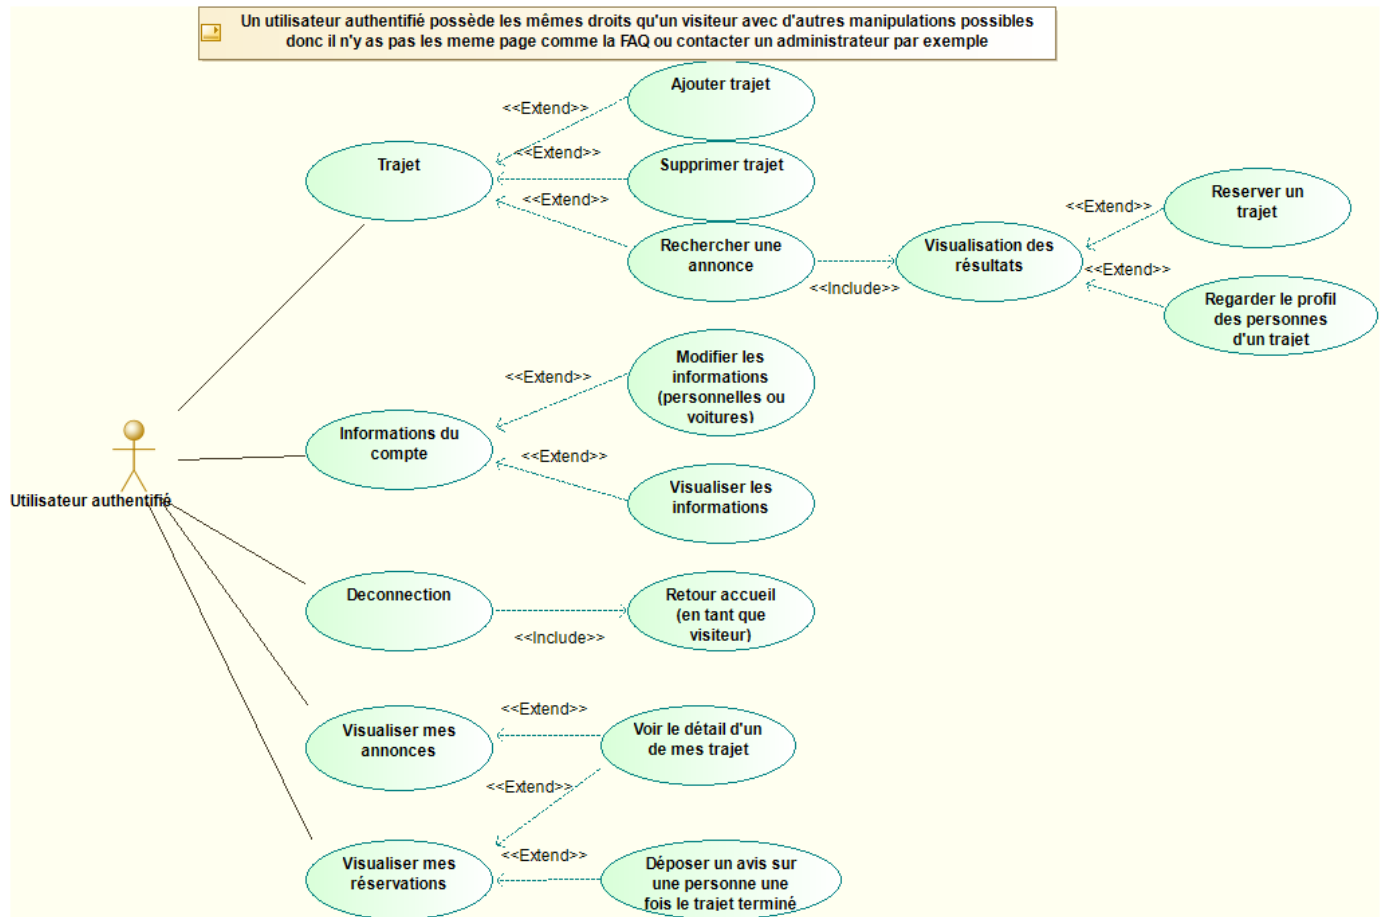 Un utilisateur authentifié possède les mêmes droits qu'un visiteur avec d'autres manipulations possibles
donc il n'y as pas les meme page comme la FAQ ou contacter un administrateur par exemple
Ajouter trajet
<<Extend>>
<<Extend>>
Trajet
Supprimer trajet
<<Extend>>
Rechercher une
annonce
<<Include>>
Visualisation des
résultats
<<Extend>>
Reserver un
trajet
<<Extend>>
Regarder le profil
des personnes
d'un trajet
Modifier les
informations
(personnelles ou
voitures)
<<Extend>>
Informations du
compte
<<Extend>>
Visualiser les
informations
Utilisateur authentifié
Deconnection
<<Include>>
Retour accueil
(en tant que
visiteur)
<<Extend>>
Visualiser mes
annonces
Voir le détail d'un
de mes trajet
<<Extend>>
<<Extend>>
Visualiser mes
réservations
Déposer un avis sur
une personne une
fois le trajet terminé